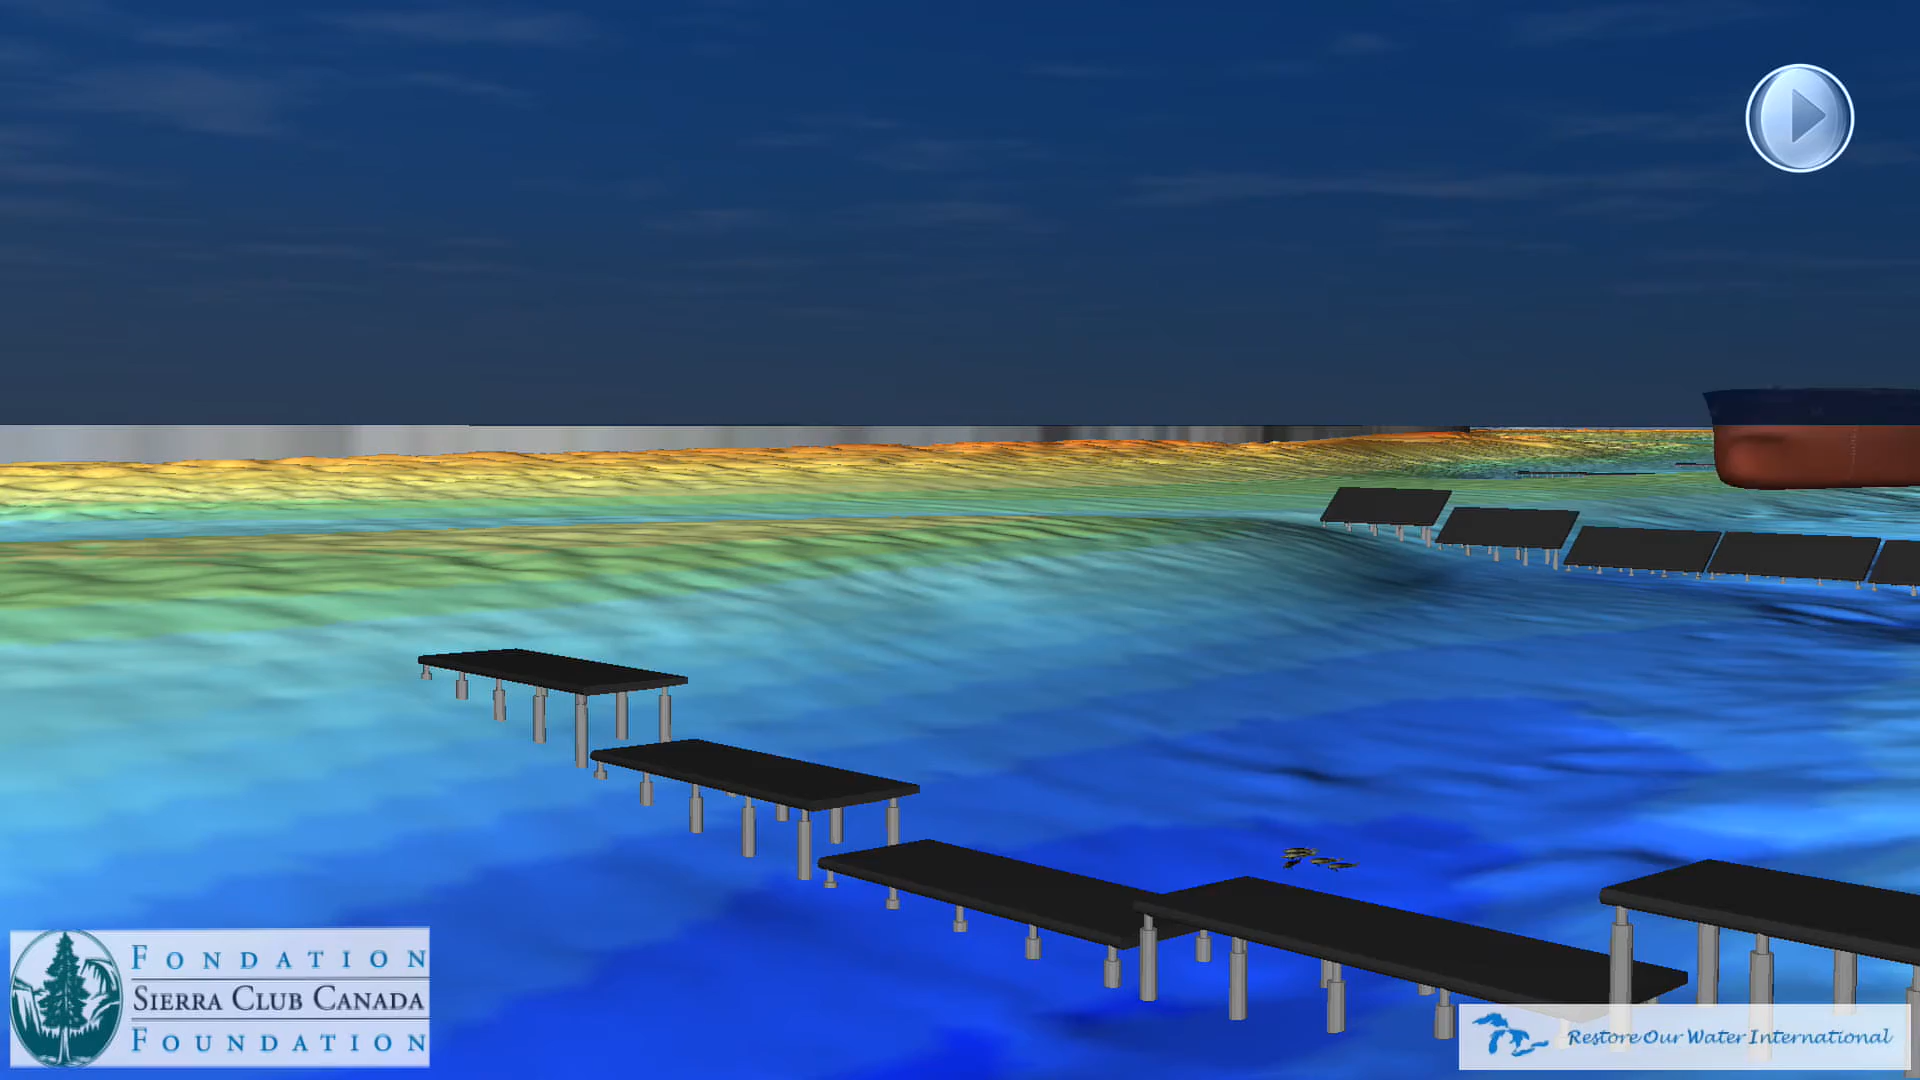 FONDATION
SIERRA CLUB CANADA
FOUNDATION
Restore Our Water International